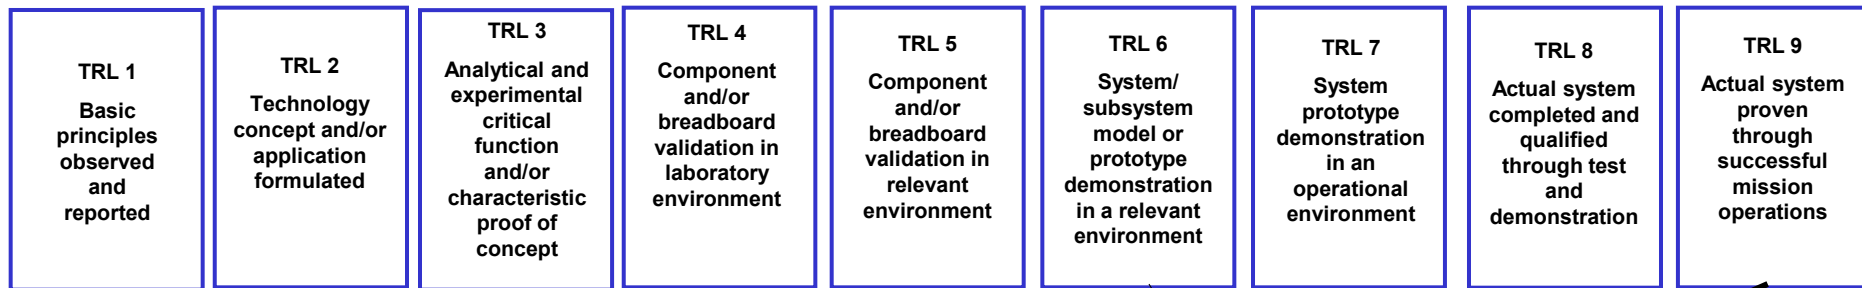 TRL 1
Basic
principles
observed
and
reported
TRL 2
Technology
concept and/or
application
formulated
TRL 3
Analytical and
experimental
critical
function
and/or
characteristic
proof of
concept
TRL 4
Component
and/or
breadboard
validation in
laboratory
environment
TRL 5
Component
and/or
breadboard
validation in
relevant
environment
TRL 6
System/
subsystem
model or
prototype
demonstration
in a relevant
environment
TRL 7
System
prototype
demonstration
in an
operational
environment
TRL 8
Actual system
completed and
qualified
through test
and
demonstration
TRL 9
Actual system
proven
through
successful
mission
operations